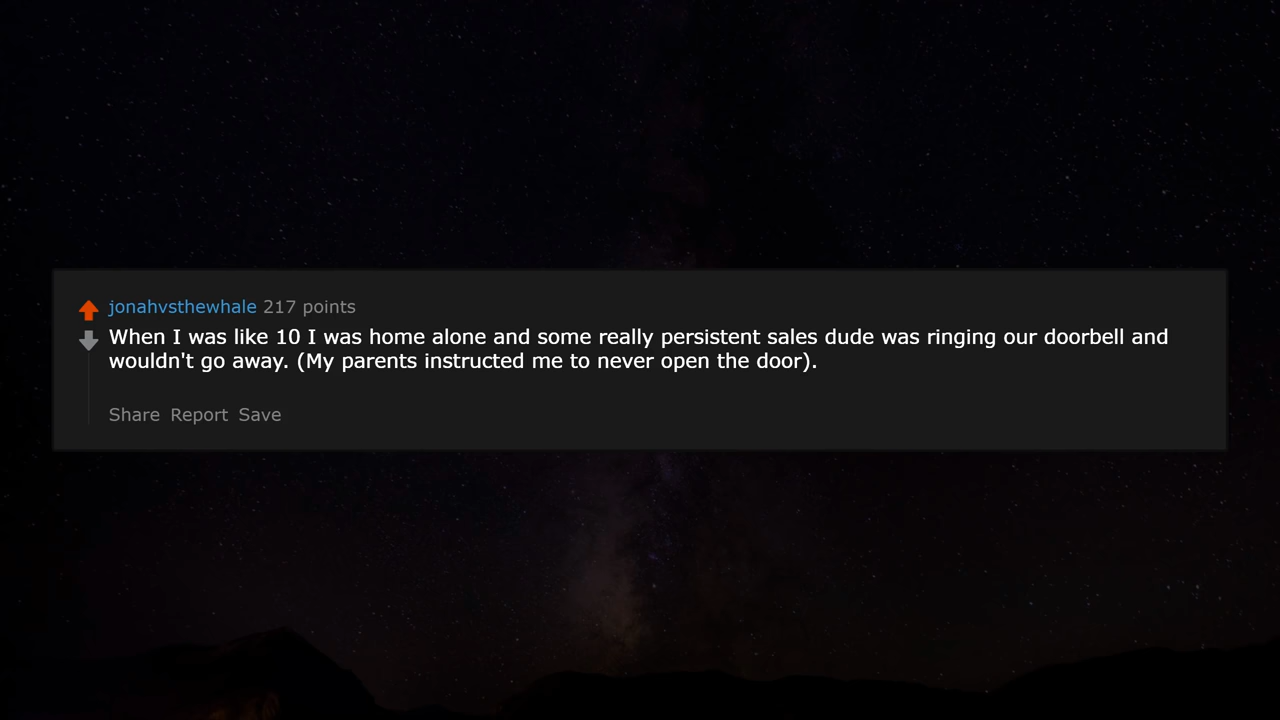 jonahvsthewhale 217 points
When I was like 10 I was home alone and some really persistent sales dude was ringing our doorbell and
wouldn't go away. (My parents instructed me to never open the door).
Share Report Save